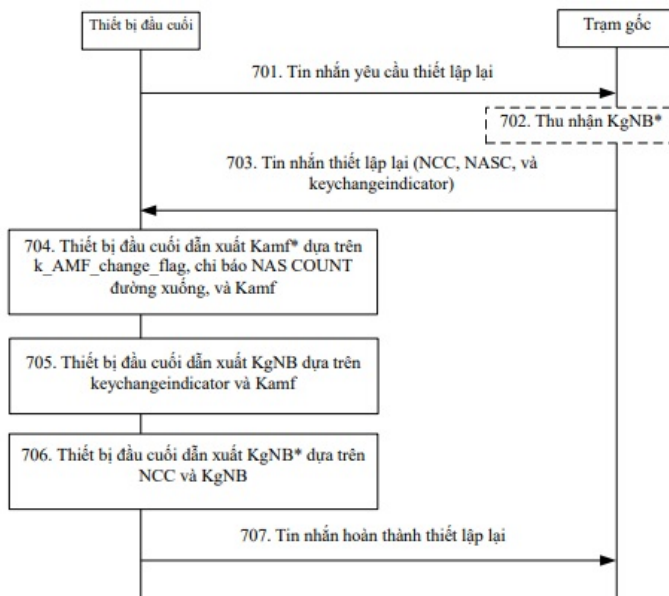 Thiết bị đầu cuối
Trạm gốc
701. Tin nhắn yêu cầu thiết lập lại
702. Thu nhận KgNB*
703. Tin nhắn thiết lập lại (NCC, NASC, và
keychangeindicator)
704. Thiết bị đầu cuối dẫn xuất Kamf* dựa trên
k_AMF_change_flag, chỉ báo NAS COUNT
đường xuống, và Kamf
705. Thiết bị đầu cuối dẫn xuất KgNB dựa trên
keychangeindicator và Kamf
706. Thiết bị đầu cuối dẫn xuất KgNB* dựa trên
NCC và KgNB
707. Tin nhắn hoàn thành thiết lập lại